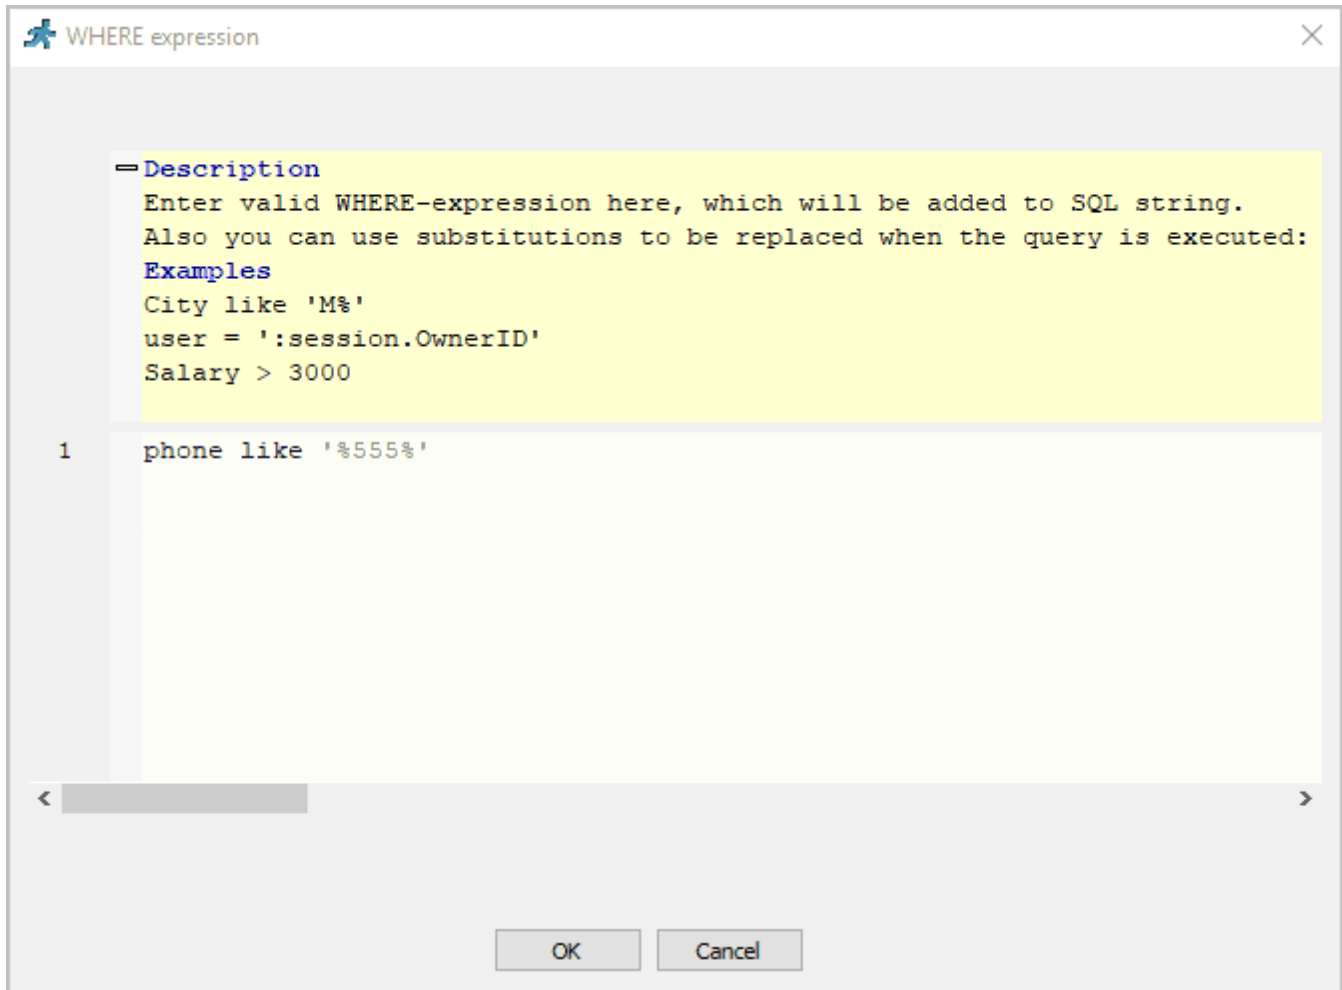 WHERE expression
Description
Enter valid WHERE-expression here, which will be added to SQL string.
Also you can use substitutions to be replaced when the query is executed:
Examples
City like 'M%'
user = ':session.OwnerID'
Salary > 3000
1 phone like '%555%'
OK Cancel